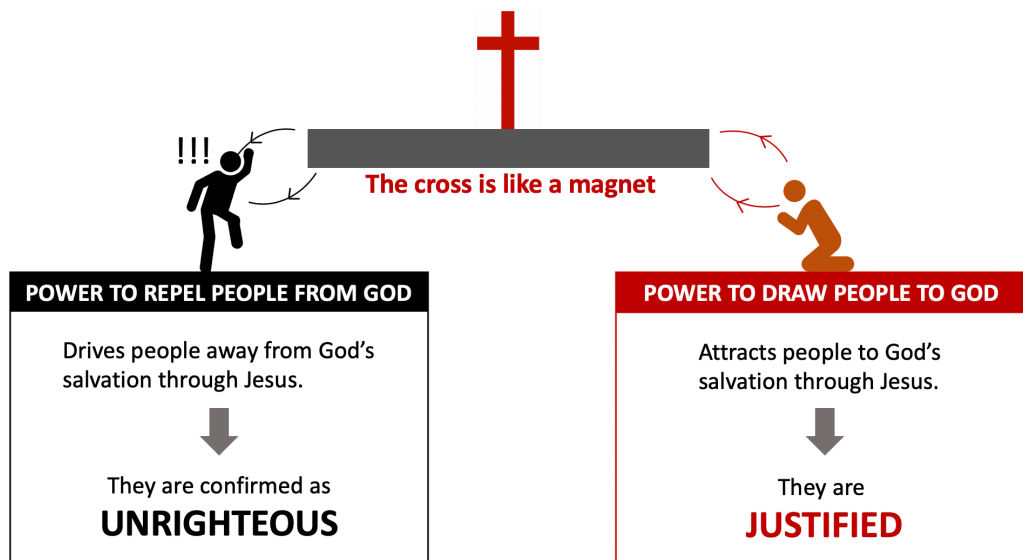 !!!
The cross is like a magnet
POWER TO REPEL PEOPLE FROM GOD
Drives people away from God's
salvation through Jesus.
They are confirmed as
UNRIGHTEOUS
POWER TO DRAW PEOPLE TO GOD
Attracts people to God's
salvation through Jesus.
They are
JUSTIFIED